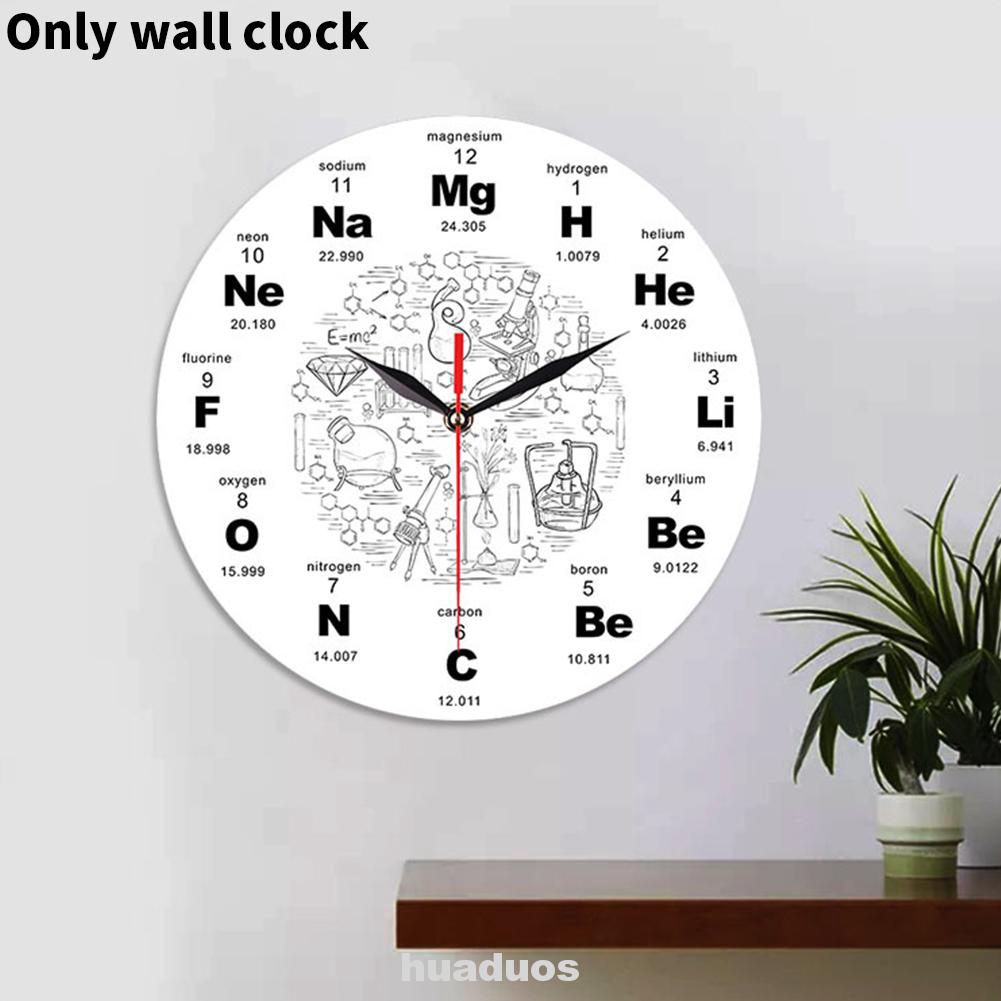 Only wall clock
magnesium
12
Mg
24.305
hydrogen
1
H
1.0079
helium
2
He
4.0026
lithium
3
Li
6.941
beryllium
4
Be
9.0122
boron
5
Be
10.811
carbon
6
C
12.011
nitrogen
7
N
14.007
oxygen
8
O
15.999
fluorine
9
F
18.998
neon
10
Ne
20.180
sodium
11
Na
22.990
E=mc²
huaduos